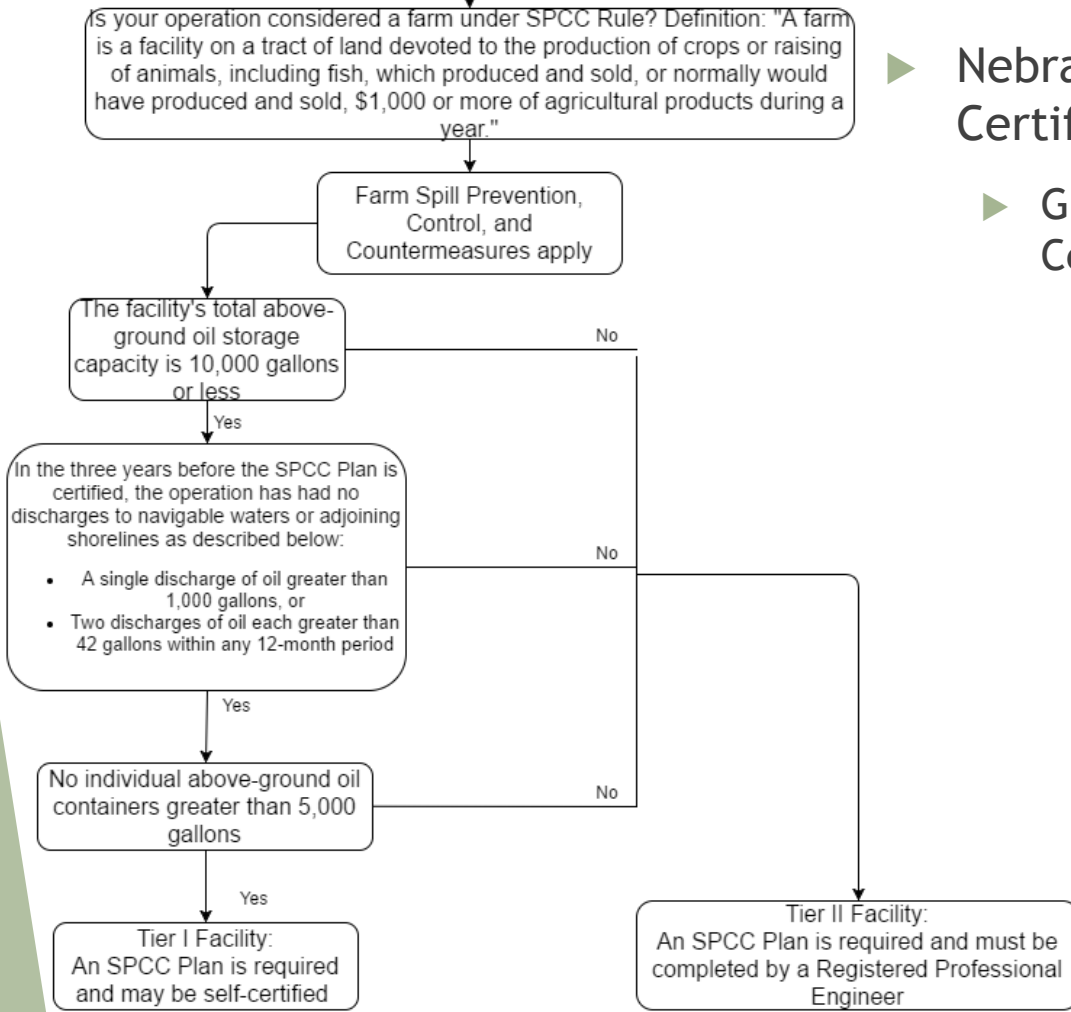 Is your operation considered a farm under SPCC Rule? Definition: "A farm
is a facility on a tract of land devoted to the production of crops or raising
of animals, including fish, which produced and sold, or normally would
have produced and sold, $1,000 or more of agricultural products during a
year."
Farm Spill Prevention,
Control, and
Countermeasures apply
The facility's total above-
ground oil storage
capacity is 10,000 gallons
or less
No
Yes
In the three years before the SPCC Plan is
certified, the operation has had no
discharges to navigable waters or adjoining
shorelines as described below:
• A single discharge of oil greater than
1,000 gallons, or
• Two discharges of oil each greater than
42 gallons within any 12-month period
No
Yes
No individual above-ground oil
containers greater than 5,000
gallons
No
Yes
Tier I Facility:
An SPCC Plan is required
and may be self-certified
Tier II Facility:
An SPCC Plan is required and must be
completed by a Registered Professional
Engineer